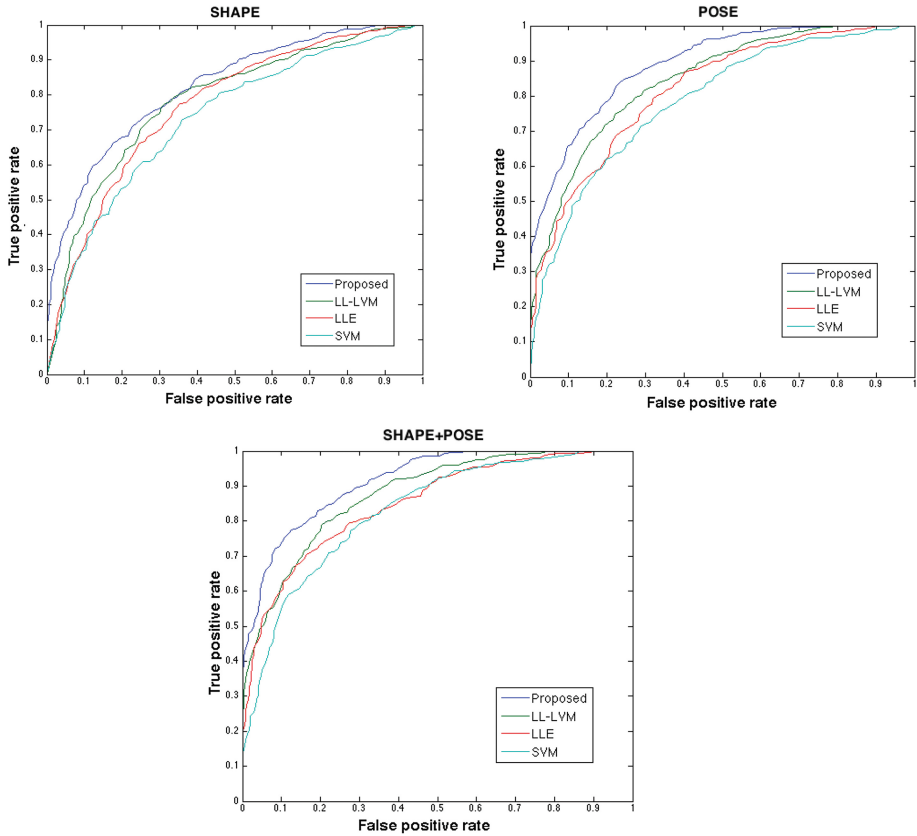 SHAPE
1
0.9
0.8
0.7
0.6
0.5
0.4
0.3
0.2
0.1
0
True positive rate
Proposed
LL-LVM
LLE
SVM
0 0.1 0.2 0.3 0.4 0.5 0.6 0.7 0.8 0.9 1
False positive rate
POSE
1
0.9
0.8
0.7
0.6
0.5
0.4
0.3
0.2
0.1
0
True positive rate
Proposed
LL-LVM
LLE
SVM
0 0.1 0.2 0.3 0.4 0.5 0.6 0.7 0.8 0.9 1
False positive rate
SHAPE+POSE
1
0.9
0.8
0.7
0.6
0.5
0.4
0.3
0.2
0.1
0
True positive rate
Proposed
LL-LVM
LLE
SVM
0 0.1 0.2 0.3 0.4 0.5 0.6 0.7 0.8 0.9 1
False positive rate